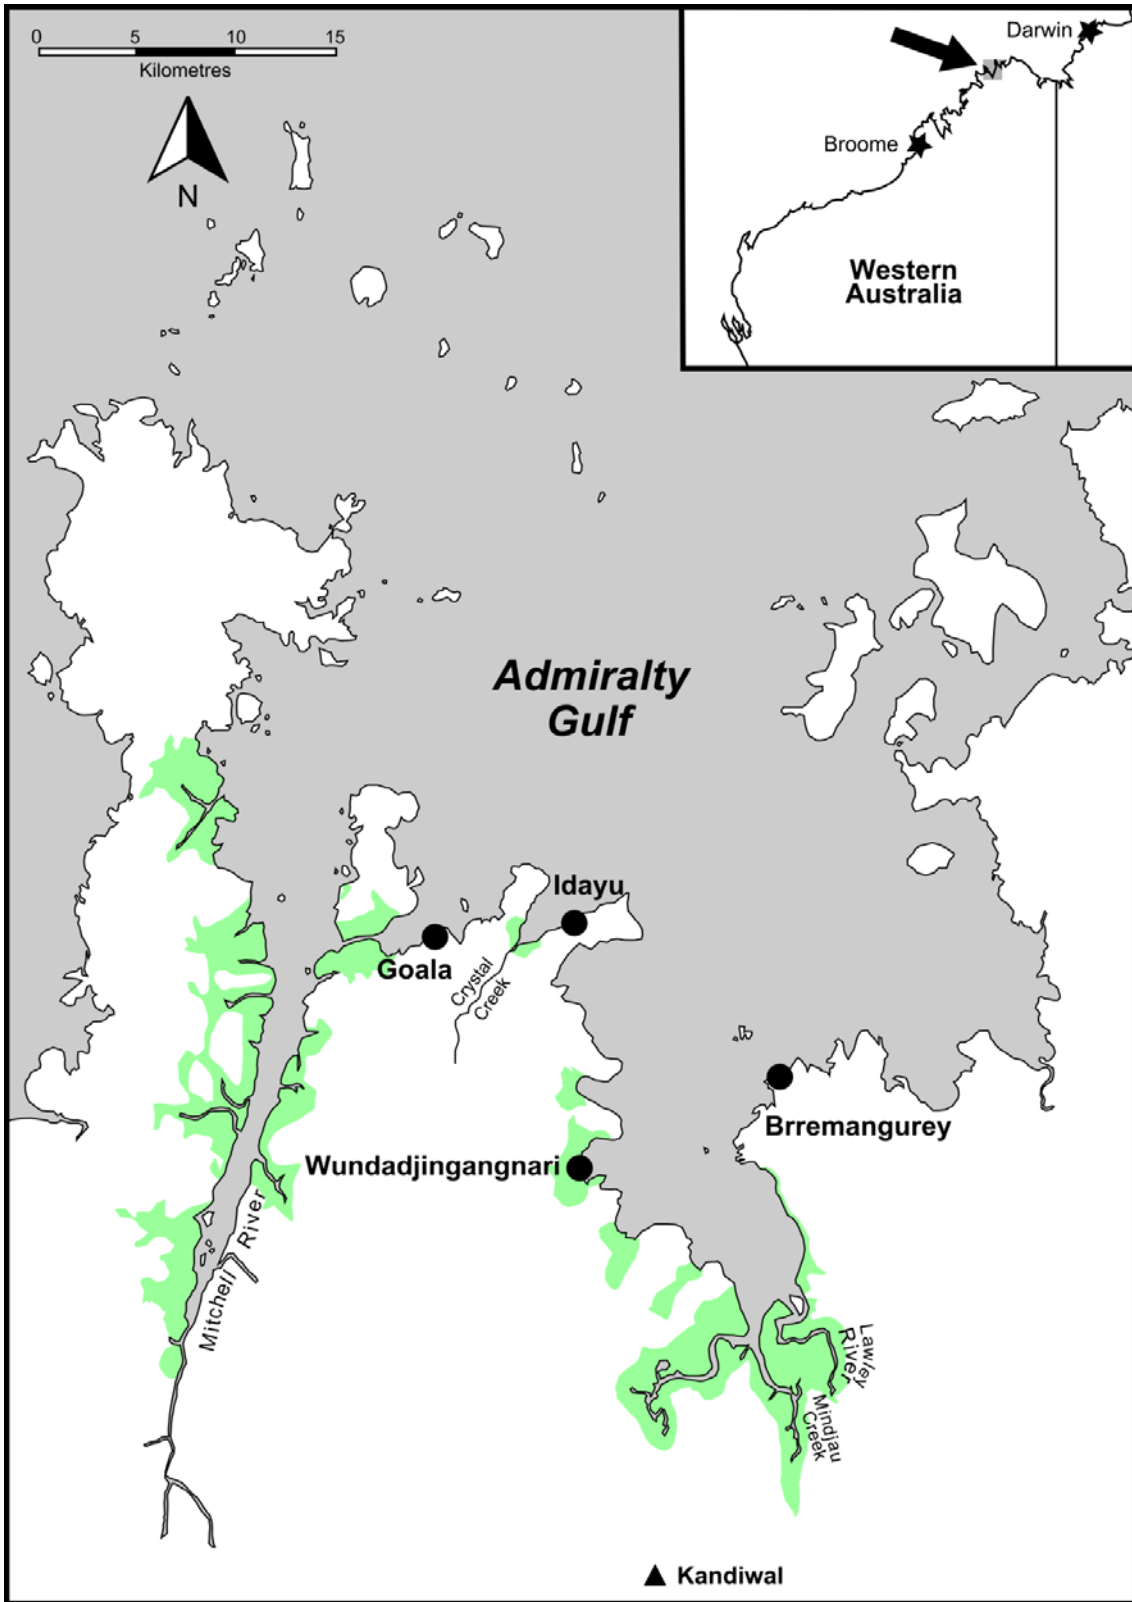 0 5 10 15
Kilometres
N
Darwin
Broome
Western
Australia
Admiralty
Gulf
Idayu
Goala
Crystal
Creek
Brremangurey
Wundadjingangnari
Mitchell River
Lawley
River
Mindjau
Creek
Kandiwal